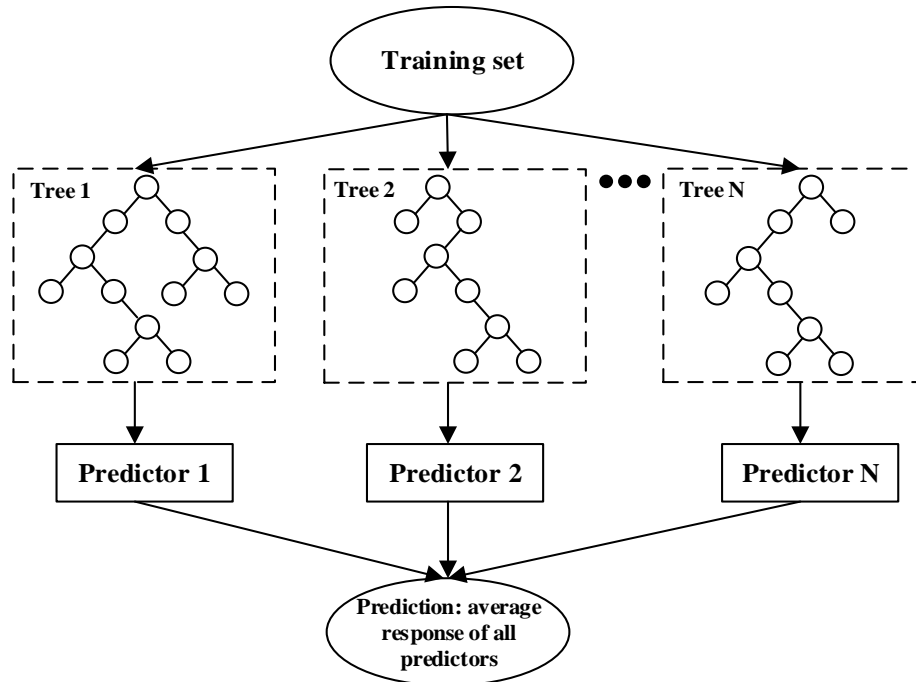 Training set
Tree 1
Tree 2
Tree N
Predictor 1
Predictor 2
Predictor N
Prediction: average
response of all
predictors